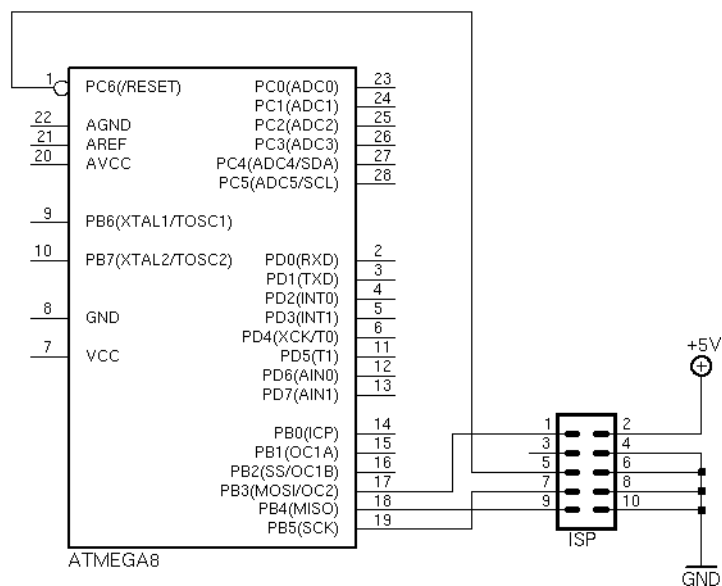 1 PC6(/RESET)
22 AGND
21 AREF
20 AVCC
9 PB6(XTAL1/TOSC1)
10 PB7(XTAL2/TOSC2)
8 GND
7 VCC
PC0(ADC0) 23
PC1(ADC1) 24
PC2(ADC2) 25
PC3(ADC3) 26
PC4(ADC4/SDA) 27
PC5(ADC5/SCL) 28
PD0(RXD) 2
PD1(TXD) 3
PD2(INT0) 4
PD3(INT1) 5
PD4(XCK/T0) 6
PD5(T1) 11
PD6(AIN0) 12
PD7(AIN1) 13
PB0(ICP) 14
PB1(OC1A) 15
PB2(SS/OC1B) 16
PB3(MOSI/OC2) 17
PB4(MISO) 18
PB5(SCK) 19
ATMEGA8
+5V
1 2
3 4
5 6
7 8
9 10
ISP
GND